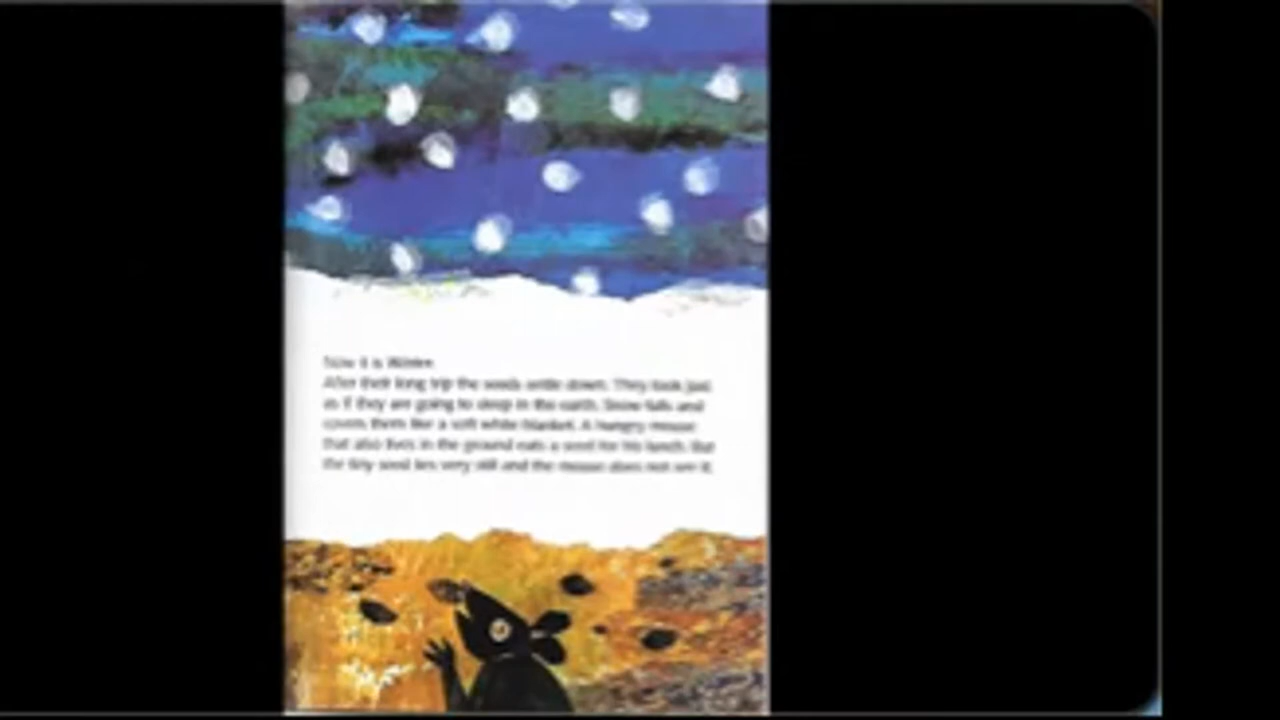 Now it is Winter.
After their long trip the seeds settle down. They look just
as if they are going to sleep in the earth. Snow falls and
covers them like a soft white blanket. A hungry mouse
that also lives in the ground eats a seed for his lunch. But
the tiny seed lies very still and the mouse does not see it.